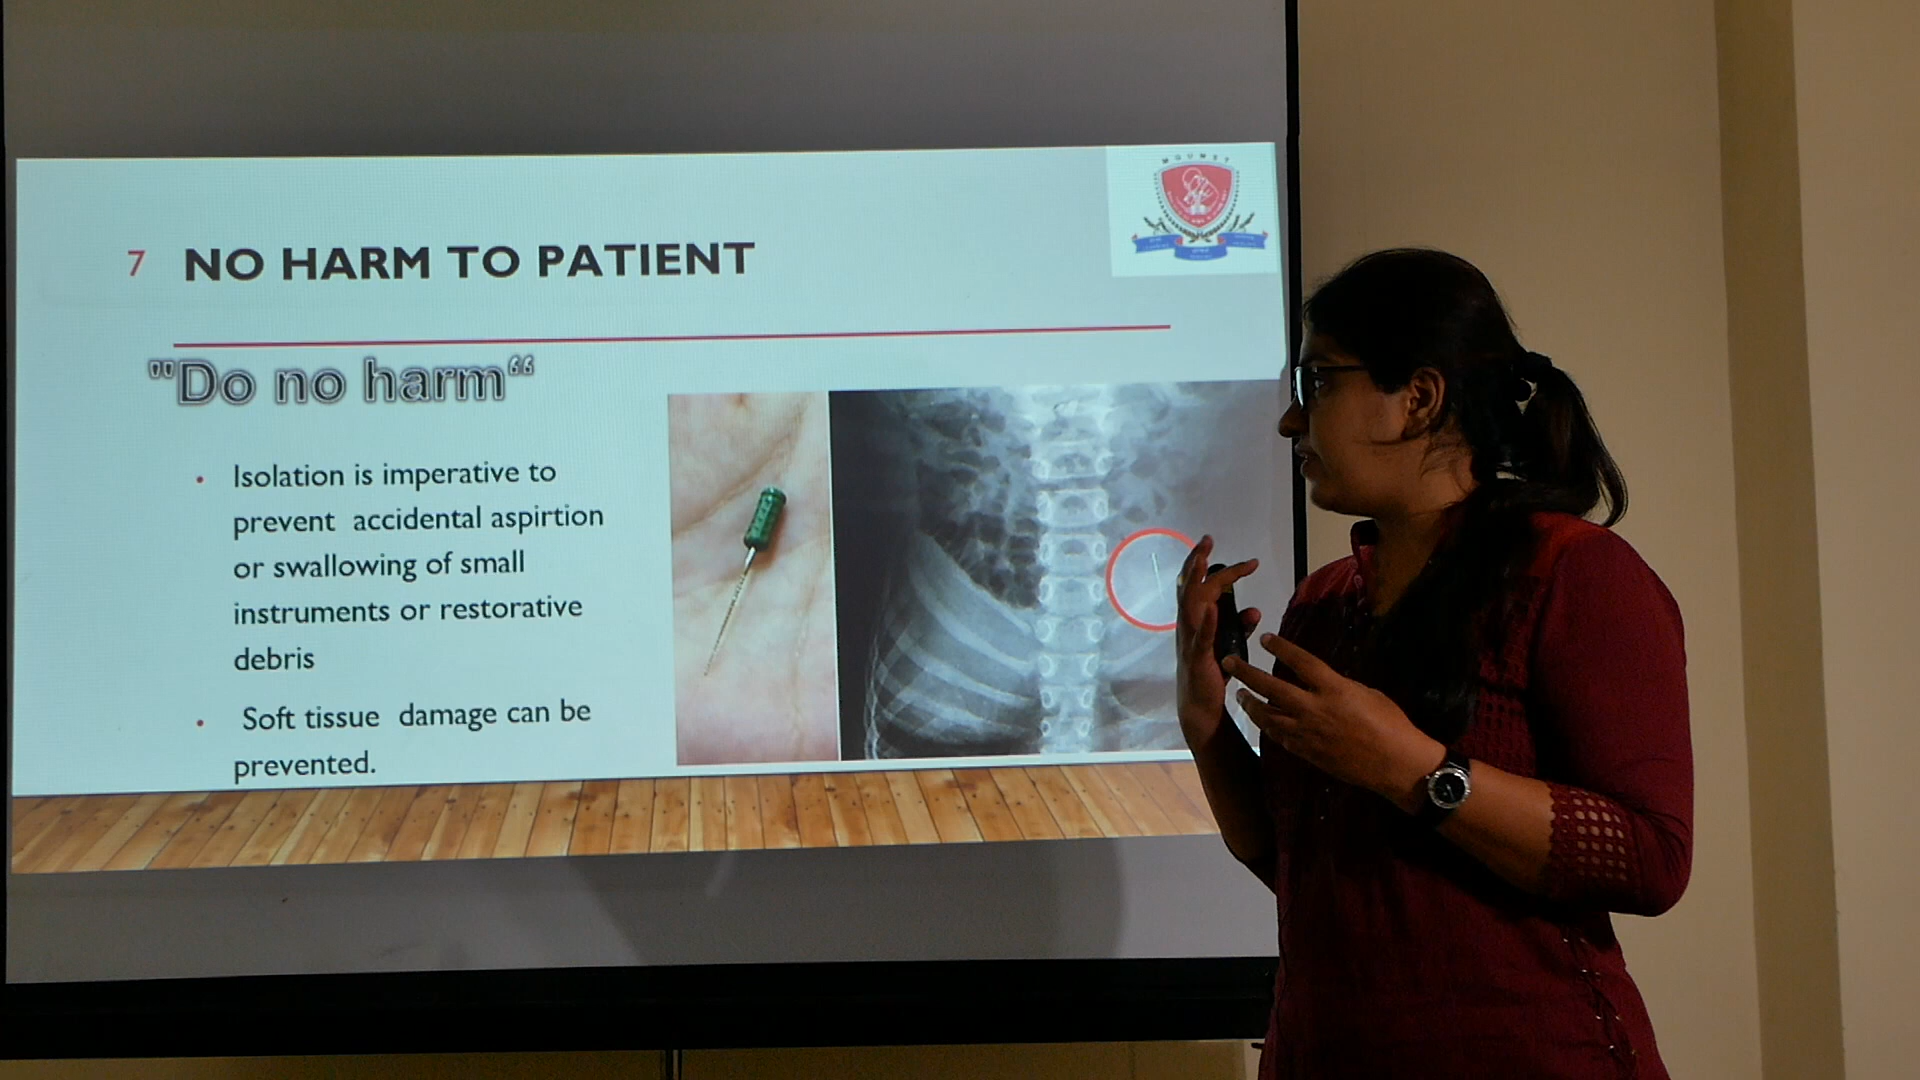 7 NO HARM TO PATIENT
"Do no harm“
• Isolation is imperative to
prevent accidental aspirtion
or swallowing of small
instruments or restorative
debris
• Soft tissue damage can be
prevented.